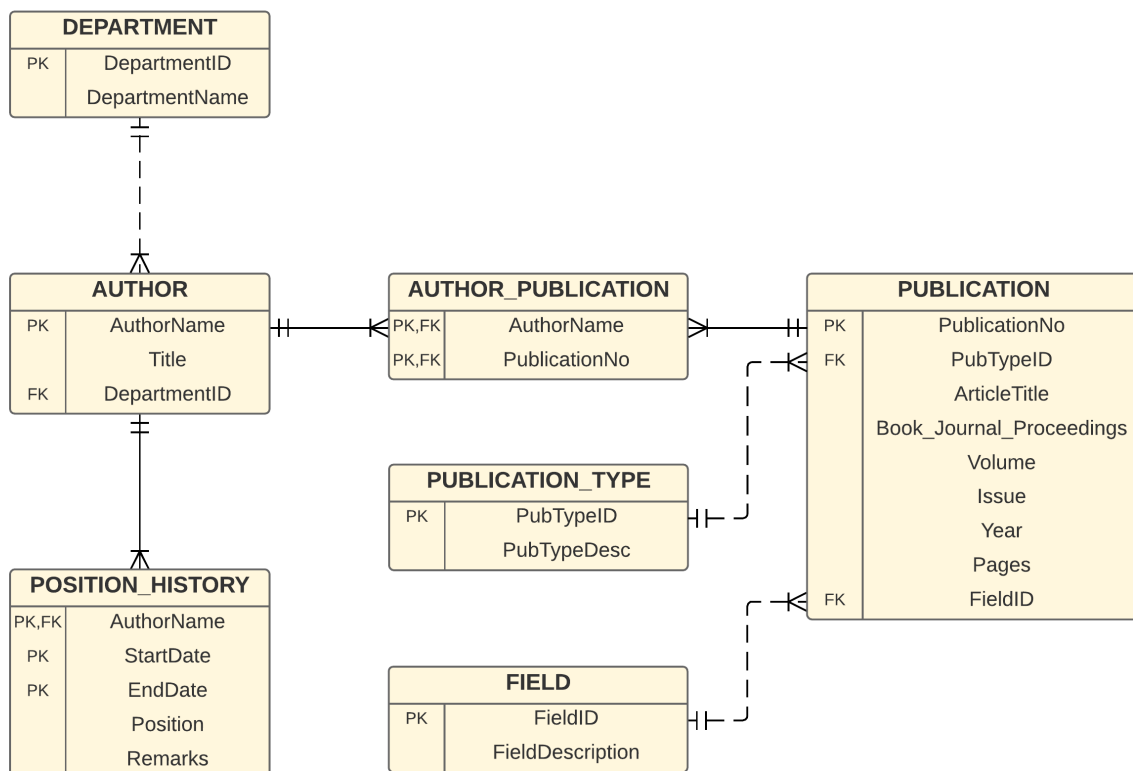 DEPARTMENT
PK DepartmentID
DepartmentName
AUTHOR
PK AuthorName
Title
FK DepartmentID
AUTHOR_PUBLICATION
PK,FK AuthorName
PK,FK PublicationNo
PUBLICATION
PK PublicationNo
FK PubTypeID
ArticleTitle
Book_Journal_Proceedings
Volume
Issue
Year
Pages
FK FieldID
PUBLICATION_TYPE
PK PubTypeID
PubTypeDesc
POSITION_HISTORY
PK,FK AuthorName
PK StartDate
PK EndDate
Position
Remarks
FIELD
PK FieldID
FieldDescription